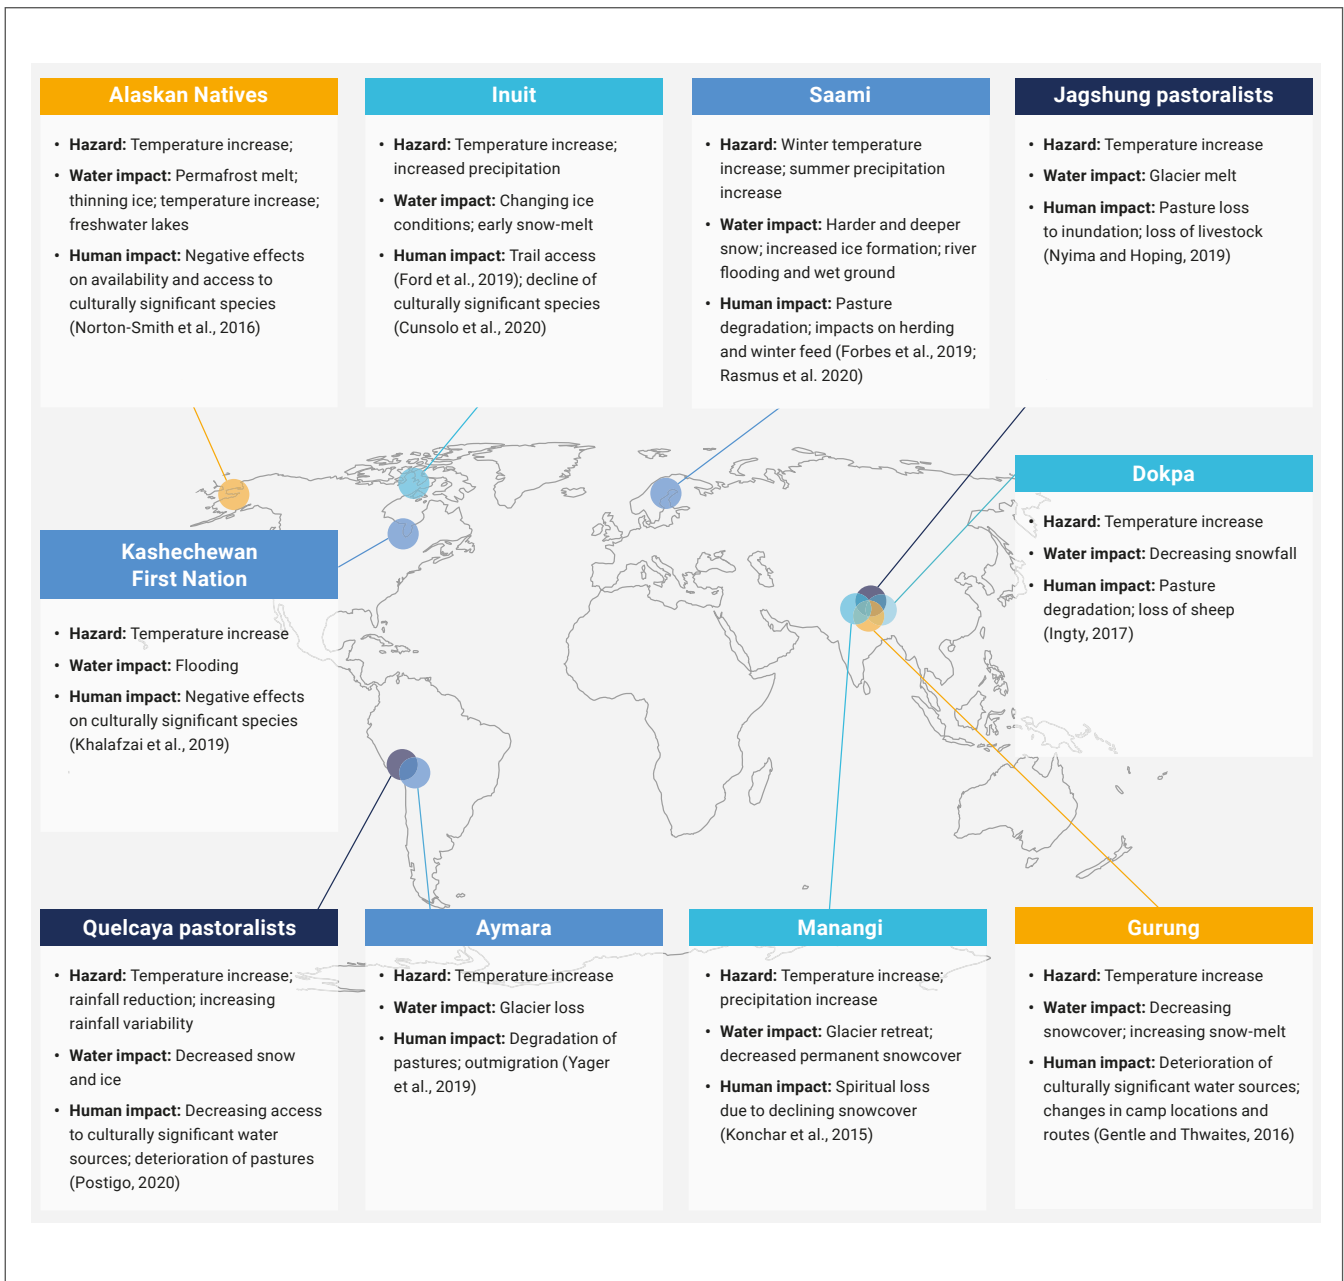 Alaskan Natives
• Hazard: Temperature increase;
• Water impact: Permafrost melt;
thinning ice; temperature increase;
freshwater lakes
• Human impact: Negative effects
on availability and access to
culturally significant species
(Norton-Smith et al., 2016)
Inuit
• Hazard: Temperature increase;
increased precipitation
• Water impact: Changing ice
conditions; early snow-melt
• Human impact: Trail access
(Ford et al., 2019); decline of
culturally significant species
(Cunsolo et al., 2020)
Saami
• Hazard: Winter temperature
increase; summer precipitation
increase
• Water impact: Harder and deeper
snow; increased ice formation; river
flooding and wet ground
• Human impact: Pasture
degradation; impacts on herding
and winter feed (Forbes et al., 2019;
Rasmus et al. 2020)
Jagshung pastoralists
• Hazard: Temperature increase
• Water impact: Glacier melt
• Human impact: Pasture loss
to inundation; loss of livestock
(Nyima and Hoping, 2019)
Kashechewan
First Nation
• Hazard: Temperature increase
• Water impact: Flooding
• Human impact: Negative effects
on culturally significant species
(Khalafzai et al., 2019)
Dokpa
• Hazard: Temperature increase
• Water impact: Decreasing snowfall
• Human impact: Pasture
degradation; loss of sheep
(Ingty, 2017)
Quelcaya pastoralists
• Hazard: Temperature increase;
rainfall reduction; increasing
rainfall variability
• Water impact: Decreased snow
and ice
• Human impact: Decreasing access
to culturally significant water
sources; deterioration of pastures
(Postigo, 2020)
Aymara
• Hazard: Temperature increase
• Water impact: Glacier loss
• Human impact: Degradation of
pastures; outmigration (Yager
et al., 2019)
Manangi
• Hazard: Temperature increase;
precipitation increase
• Water impact: Glacier retreat;
decreased permanent snowcover
• Human impact: Spiritual loss
due to declining snowcover
(Konchar et al., 2015)
Gurung
• Hazard: Temperature increase
• Water impact: Decreasing
snowcover; increasing snow-melt
• Human impact: Deterioration of
culturally significant water sources;
changes in camp locations and
routes (Gentle and Thwaites, 2016)